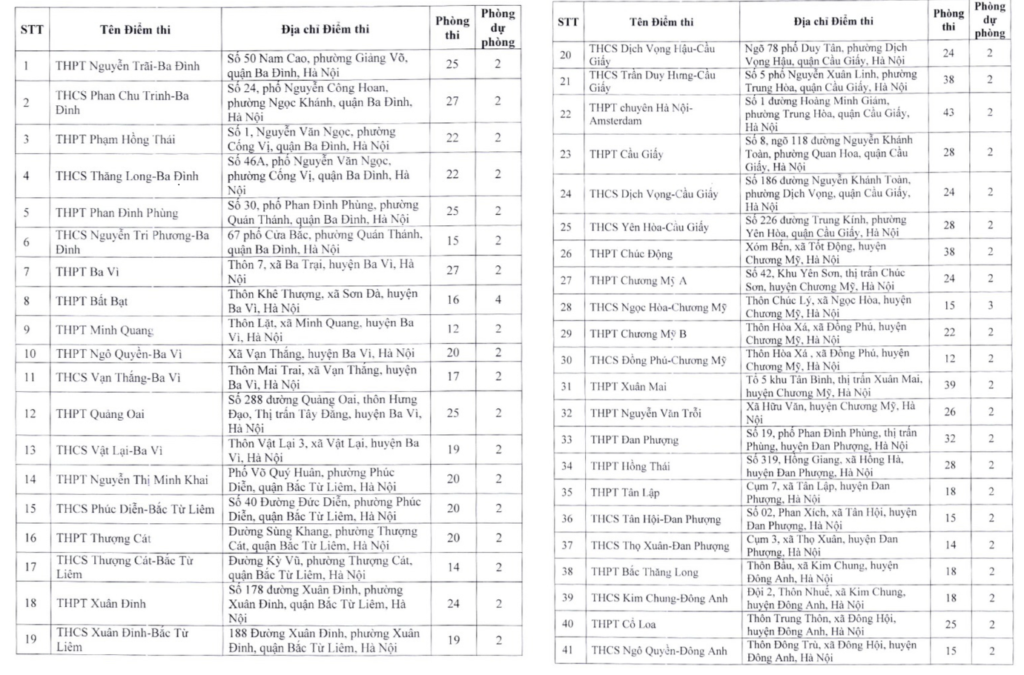 STT Tên Điểm thi Địa chỉ Điểm thi Phòng thi Phòng dự phòng
1 THPT Nguyễn Trãi-Ba Đình Số 50 Nam Cao, phường Giảng Võ, quận Ba Đình, Hà Nội 25 2
2 THCS Phan Chu Trinh-Ba Đình Số 24, phố Nguyễn Công Hoan, phường Ngọc Khánh, quận Ba Đình, Hà Nội 27 2
3 THPT Phạm Hồng Thái Số 1, Nguyễn Văn Ngọc, phường Cống Vị, quận Ba Đình, Hà Nội 22 2
4 THCS Thăng Long-Ba Đình Số 46A, phố Nguyễn Văn Ngọc, phường Cống Vị, quận Ba Đình, Hà Nội 22 2
5 THPT Phan Đình Phùng Số 30, phố Phan Đình Phùng, phường Quán Thánh, quận Ba Đình, Hà Nội 25 2
6 THCS Nguyễn Tri Phương-Ba Đình 67 phố Cửa Bắc, phường Quán Thánh, quận Ba Đình, Hà Nội 15 2
7 THPT Ba Vì Thôn 7, xã Ba Trại, huyện Ba Vì, Hà Nội 27 2
8 THPT Bất Bạt Thôn Khê Thượng, xã Sơn Đà, huyện Ba Vì, Hà Nội 16 4
9 THPT Minh Quang Thôn Lặt, xã Minh Quang, huyện Ba Vì, Hà Nội 12 2
10 THPT Ngô Quyền-Ba Vì Xã Vạn Thắng, huyện Ba Vì, Hà Nội 20 2
11 THCS Vạn Thắng-Ba Vì Thôn Mai Trai, xã Vạn Thắng, huyện Ba Vì, Hà Nội 17 2
12 THPT Quảng Oai Số 288 đường Quảng Oai, thôn Hưng Đạo, Thị trấn Tây Đằng, huyện Ba Vì, Hà Nội 25 2
13 THCS Vật Lại-Ba Vì Thôn Vật Lại 3, xã Vật Lại, huyện Ba Vì, Hà Nội 19 2
14 THPT Nguyễn Thị Minh Khai Phố Võ Quý Huân, phường Phúc Diễn, quận Bắc Từ Liêm, Hà Nội 20 2
15 THCS Phúc Diễn-Bắc Từ Liêm Số 40 Đường Đức Diễn, phường Phúc Diễn, quận Bắc Từ Liêm, Hà Nội 20 2
16 THPT Thượng Cát Đường Sùng Khang, phường Thượng Cát, quận Bắc Từ Liêm, Hà Nội 20 2
17 THCS Thượng Cát-Bắc Từ Liêm Đường Kỳ Vũ, phường Thượng Cát, quận Bắc Từ Liêm, Hà Nội 14 2
18 THPT Xuân Đỉnh Số 178 đường Xuân Đỉnh, phường Xuân Đỉnh, quận Bắc Từ Liêm, Hà Nội 24 2
19 THCS Xuân Đỉnh-Bắc Từ Liêm 188 Đường Xuân Đỉnh, phường Xuân Đỉnh, quận Bắc Từ Liêm, Hà Nội 19 2
STT Tên Điểm thi Địa chỉ Điểm thi Phòng thi Phòng dự phòng
20 THCS Dịch Vọng Hậu-Cầu Giấy Ngõ 78 phố Duy Tân, phường Dịch Vọng Hậu, quận Cầu Giấy, Hà Nội 24 2
21 THCS Trần Duy Hưng-Cầu Giấy Số 5 phố Nguyễn Xuân Linh, phường Trung Hòa, quận Cầu Giấy, Hà Nội 38 2
22 THPT chuyên Hà Nội-Amsterdam Số 1 đường Hoàng Minh Giám, phường Trung Hòa, quận Cầu Giấy, Hà Nội 43 2
23 THPT Cầu Giấy Số 8, ngõ 118 đường Nguyễn Khánh Toàn, phường Quan Hoa, quận Cầu Giấy, Hà Nội 28 2
24 THCS Dịch Vọng-Cầu Giấy Số 186 đường Nguyễn Khánh Toàn, phường Dịch Vọng, quận Cầu Giấy, Hà Nội 24 2
25 THCS Yên Hòa-Cầu Giấy Số 226 đường Trung Kính, phường Yên Hòa, quận Cầu Giấy, Hà Nội 28 2
26 THPT Chúc Động Xóm Bến, xã Tốt Động, huyện Chương Mỹ, Hà Nội 38 2
27 THPT Chương Mỹ A Số 42, Khu Yên Sơn, thị trấn Chúc Sơn, huyện Chương Mỹ, Hà Nội 24 2
28 THCS Ngọc Hòa-Chương Mỹ Thôn Chúc Lý, xã Ngọc Hòa, huyện Chương Mỹ, Hà Nội 15 3
29 THPT Chương Mỹ B Thôn Hòa Xá, xã Đồng Phú, huyện Chương Mỹ, Hà Nội 22 2
30 THCS Đồng Phú-Chương Mỹ Thôn Hòa Xá , xã Đồng Phú, huyện Chương Mỹ, Hà Nội 12 2
31 THPT Xuân Mai Tổ 5 khu Tân Bình, thị trấn Xuân Mai, huyện Chương Mỹ, Hà Nội 39 2
32 THPT Nguyễn Văn Trỗi Xã Hữu Văn, huyện Chương Mỹ, Hà Nội 26 2
33 THPT Đan Phượng Số 19, phố Phan Đình Phùng, thị trấn Phùng, huyện Đan Phượng, Hà Nội 32 2
34 THPT Hồng Thái Số 319, Hồng Giang, xã Hồng Hà, huyện Đan Phượng, Hà Nội 28 2
35 THPT Tân Lập Cụm 7, xã Tân Lập, huyện Đan Phượng, Hà Nội 18 2
36 THCS Tân Hội-Đan Phượng Số 02, Phan Xích, xã Tân Hội, huyện Đan Phượng, Hà Nội 15 2
37 THCS Thọ Xuân-Đan Phượng Cụm 3, xã Thọ Xuân, huyện Đan Phượng, Hà Nội 14 2
38 THPT Bắc Thăng Long Thôn Bầu, xã Kim Chung, huyện Đông Anh, Hà Nội 18 2
39 THCS Kim Chung-Đông Anh Đội 2, Thôn Nhuế, xã Kim Chung, huyện Đông Anh, Hà Nội 18 2
40 THPT Cổ Loa Thôn Trung Thôn, xã Đông Hội, huyện Đông Anh, Hà Nội 25 2
41 THCS Ngô Quyền-Đông Anh Thôn Đông Trù, xã Đông Hội, huyện Đông Anh, Hà Nội 15 2